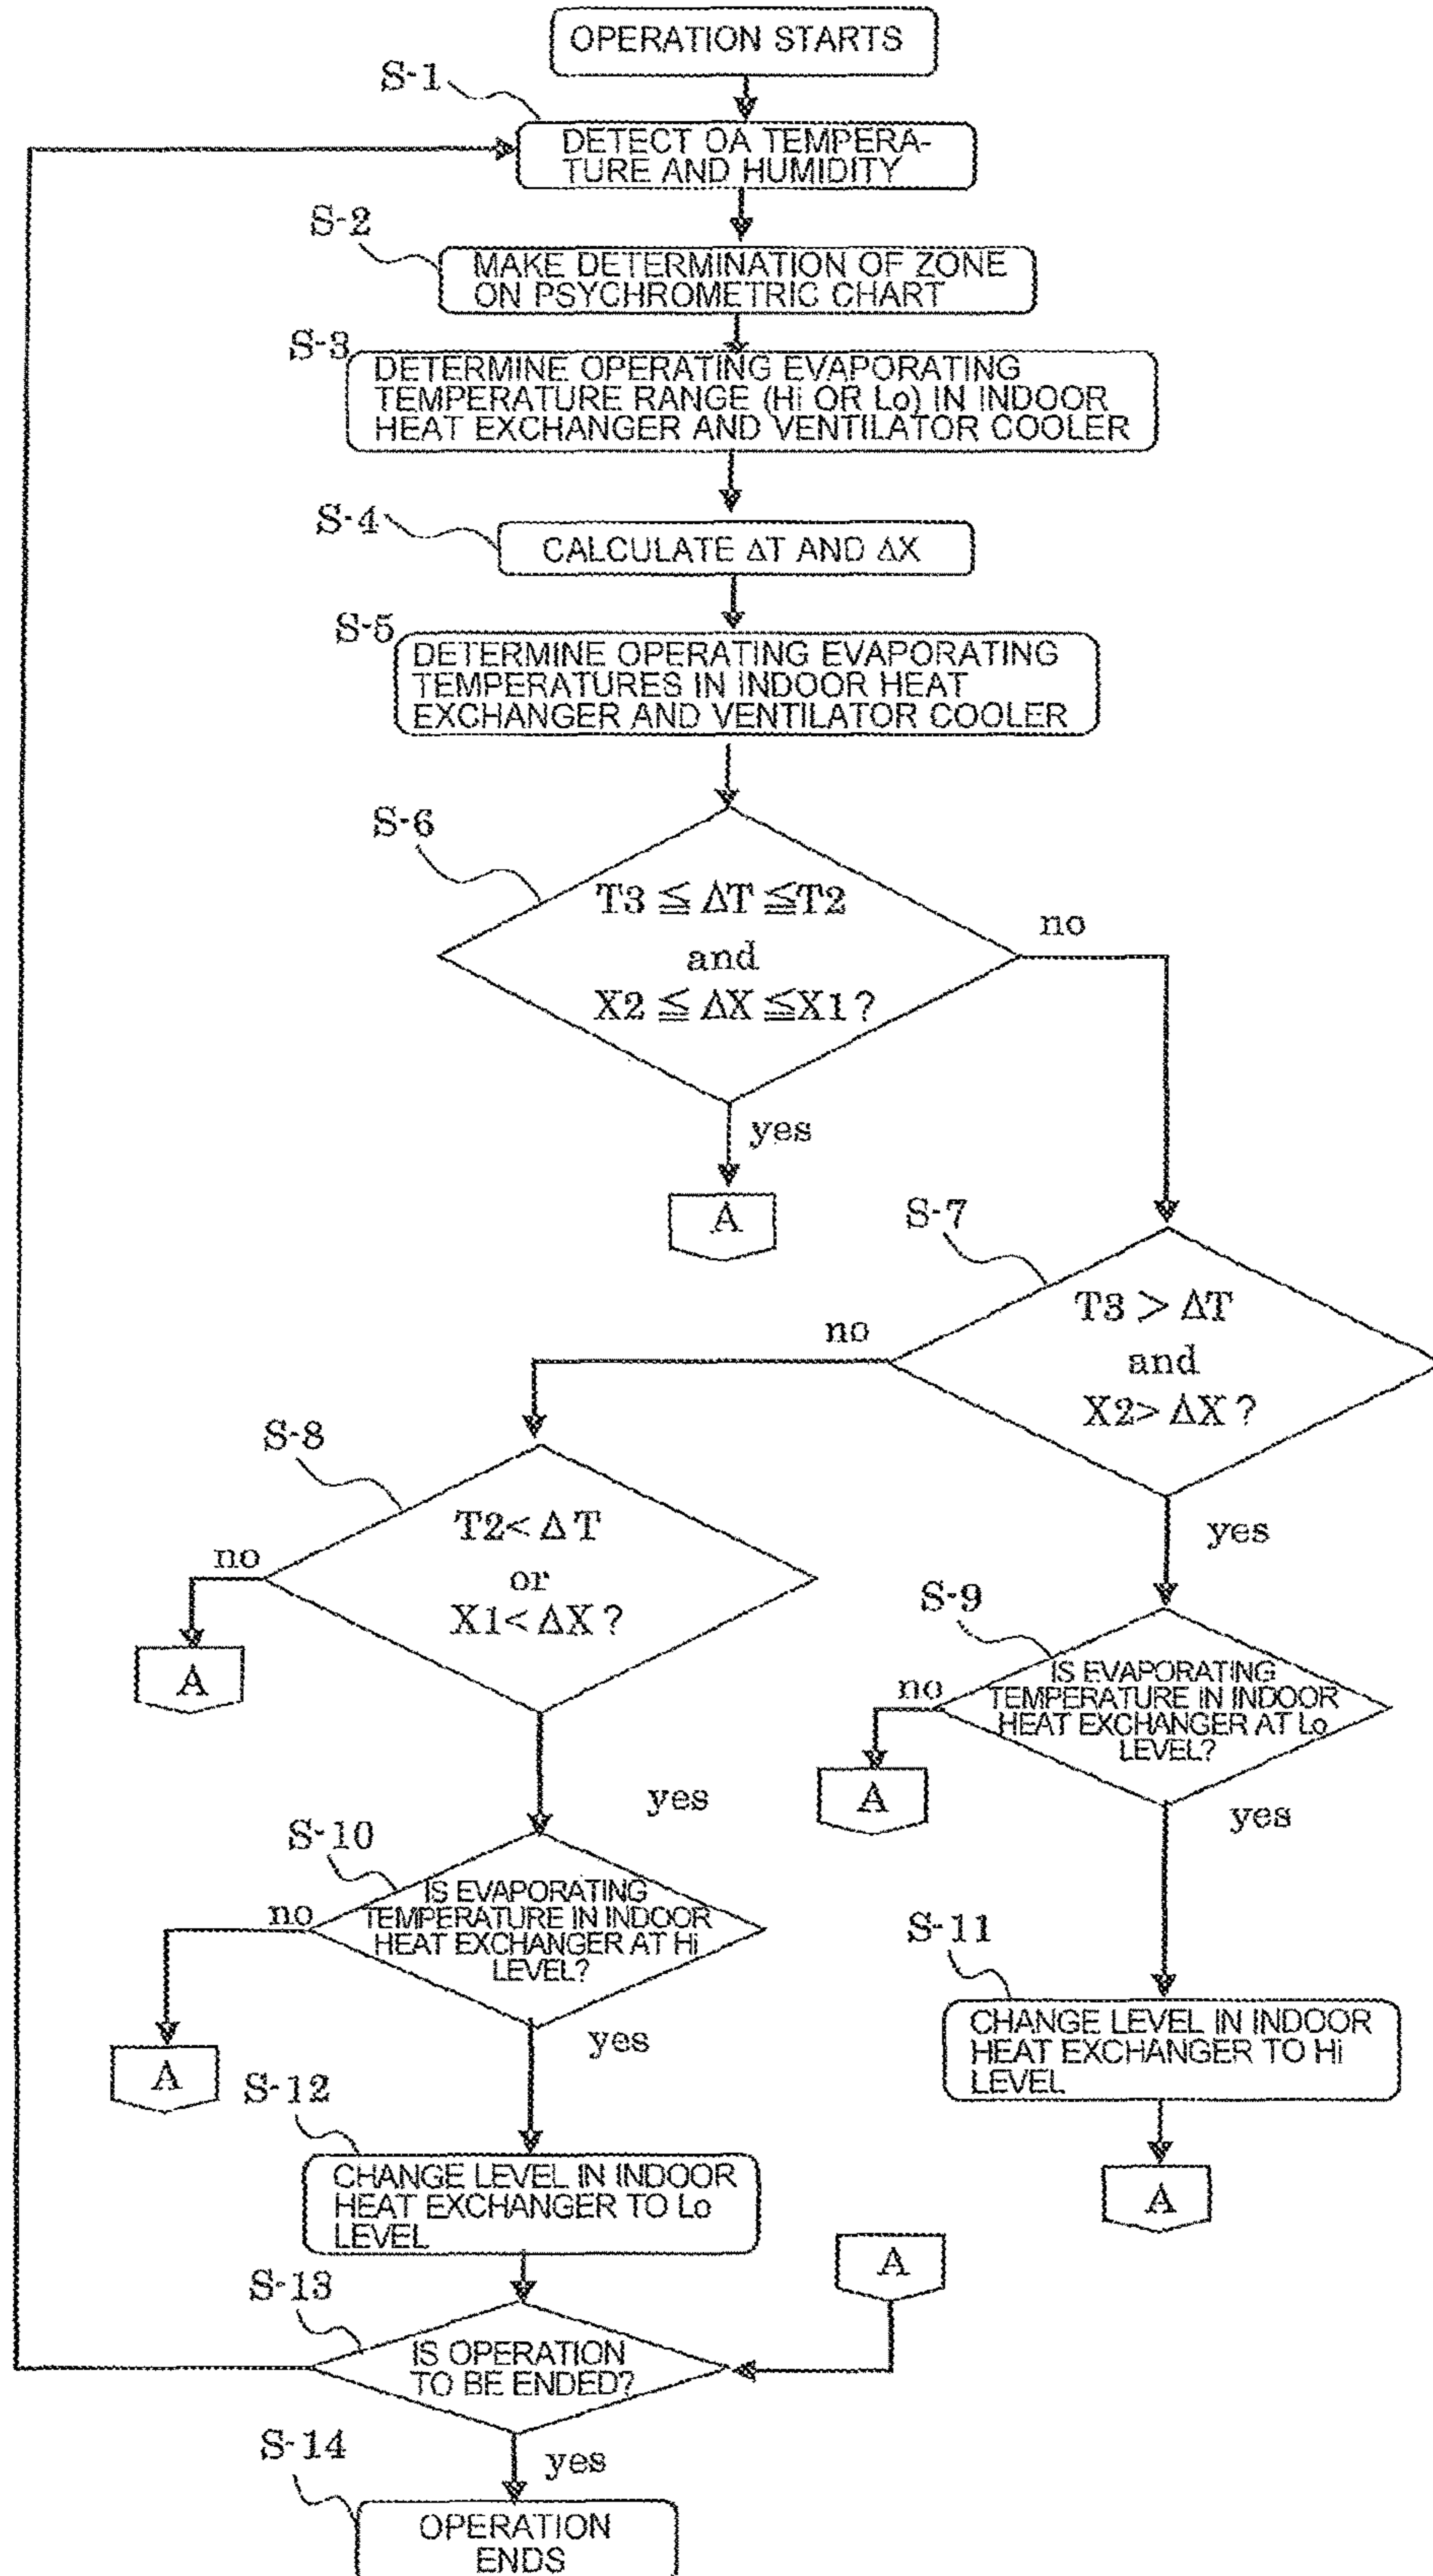 OPERATION STARTS
S-1
DETECT OA TEMPERA-
TURE AND HUMIDITY
S-2
MAKE DETERMINATION OF ZONE
ON PSYCHROMETRIC CHART
S-3
DETERMINE OPERATING EVAPORATING
TEMPERATURE RANGE (Hi OR Lo) IN INDOOR
HEAT EXCHANGER AND VENTILATOR COOLER
S-4
CALCULATE ΔT AND ΔX
S-5
DETERMINE OPERATING EVAPORATING
TEMPERATURES IN INDOOR HEAT
EXCHANGER AND VENTILATOR COOLER
S-6
T3 ≦ ΔT ≦T2
and
X2 ≦ ΔX ≦X1 ?
no
yes
A
S-7
T3 > ΔT
and
X2> ΔX ?
no
yes
S-8
T2< Δ T
or
X1< ΔX ?
no
A
yes
S-9
IS EVAPORATING
TEMPERATURE IN INDOOR
HEAT EXCHANGER AT Lo
LEVEL?
no
A
yes
S-10
IS EVAPORATING
TEMPERATURE IN INDOOR
HEAT EXCHANGER AT Hi
LEVEL?
no
A
yes
S-11
CHANGE LEVEL IN INDOOR
HEAT EXCHANGER TO Hi
LEVEL
A
S-12
CHANGE LEVEL IN INDOOR
HEAT EXCHANGER TO Lo
LEVEL
A
S-13
IS OPERATION
TO BE ENDED?
yes
S-14
OPERATION
ENDS